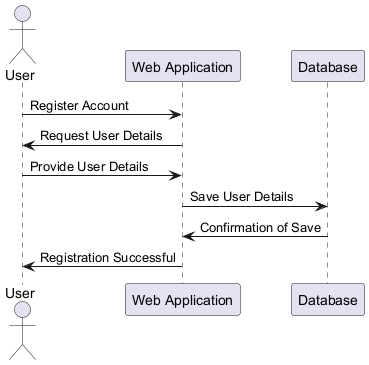 User
Web Application
Database
Register Account
Request User Details
Provide User Details
Save User Details
Confirmation of Save
Registration Successful
User
Web Application
Database